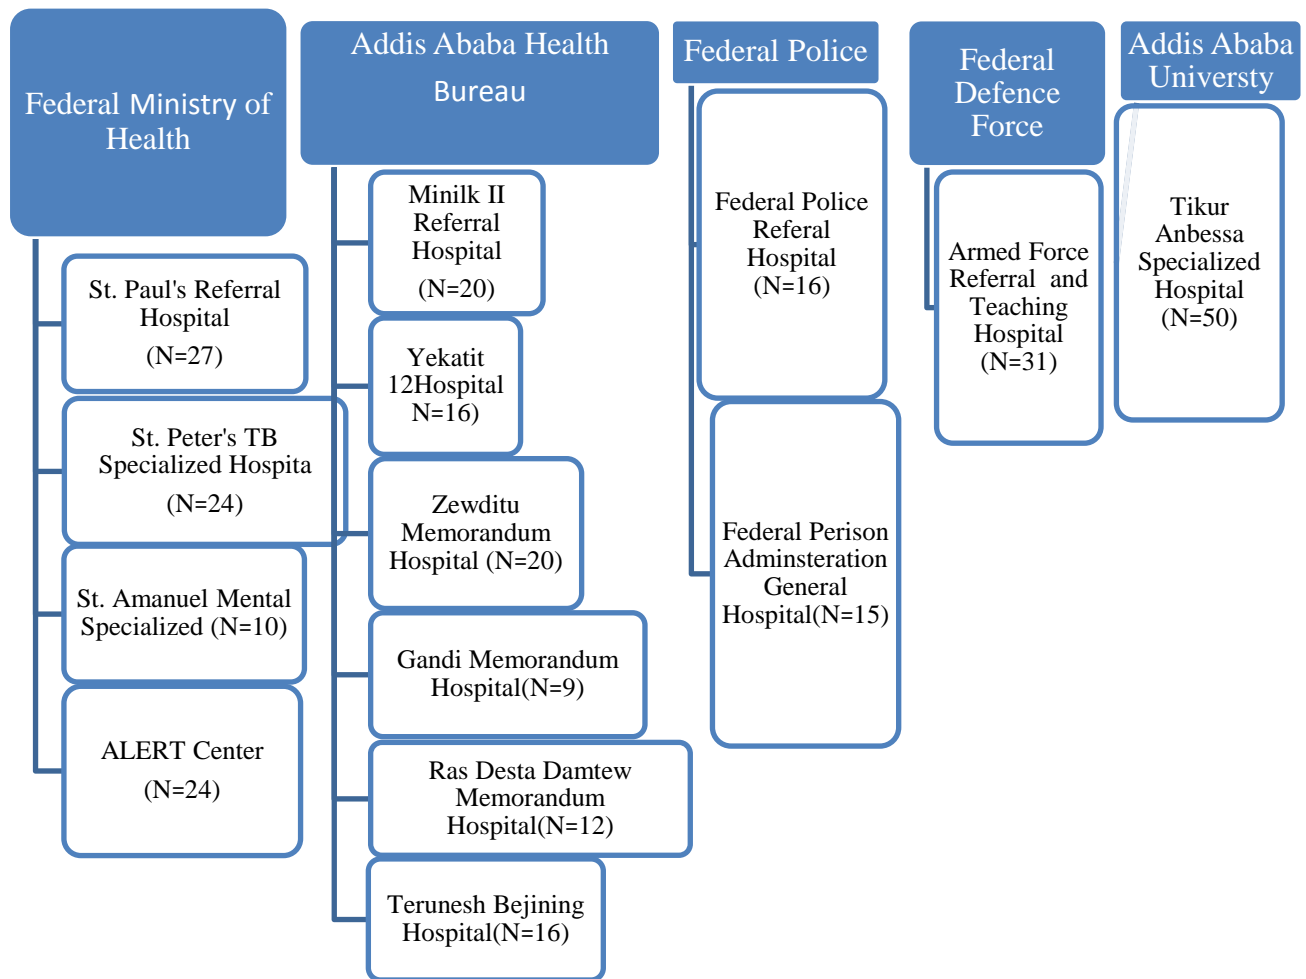 Federal Ministry of
Health
St. Paul's Referral
Hospital
(N=27)
St. Peter's TB
Specialized Hospita
(N=24)
St. Amanuel Mental
Specialized (N=10)
ALERT Center
(N=24)
Addis Ababa Health
Bureau
Minilk II
Referral
Hospital
(N=20)
Yekatit
12Hospital
N=16)
Zewditu
Memorandum
Hospital (N=20)
Gandi Memorandum
Hospital(N=9)
Ras Desta Damtew
Memorandum
Hospital(N=12)
Terunesh Bejining
Hospital(N=16)
Federal Police
Federal Police
Referal
Hospital
(N=16)
Federal Perison
Adminsteration
General
Hospital(N=15)
Federal
Defence
Force
Armed Force
Referral and
Teaching
Hospital
(N=31)
Addis Ababa
Universty
Tikur
Anbessa
Specialized
Hospital
(N=50)